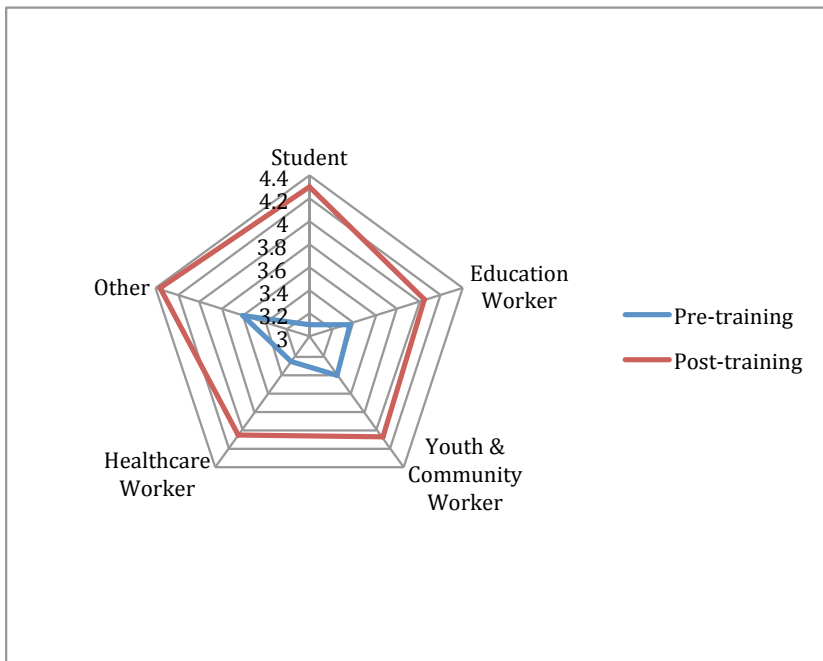 Student
4.4
4.2
4
3.8
3.6
3.4
3.2
3
Education
Worker
Other
Pre-training
Post-training
Healthcare
Worker
Youth &
Community
Worker